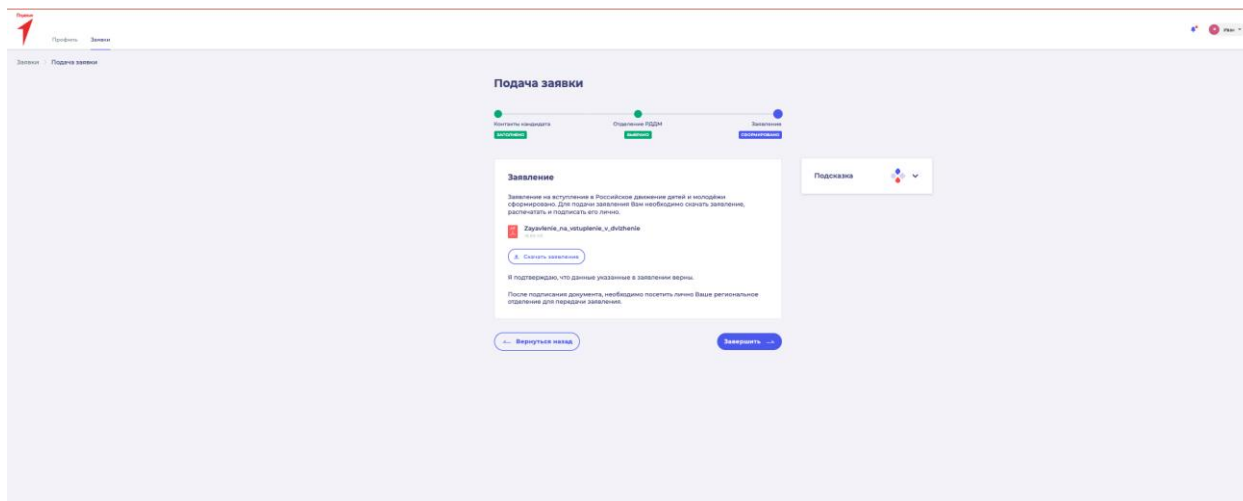 Подача
Профиль Заявки
Иван
Заявки / Подача заявки
Подача заявки
Контакты кандидата Отделение РДДМ Заявление
ЗАПОЛНЕНО ВЫБРАНО СФОРМИРОВАНО
Заявление
Подсказка
Заявление на вступление в Российское движение детей и молодёжи
сформировано. Для подачи заявления Вам необходимо скачать заявление,
распечатать и подписать его лично.
Zayavlenie_na_vstuplenie_v_dvizhenie
Скачать заявление
Я подтверждаю, что данные указанные в заявлении верны.
После подписания документа, необходимо посетить лично Ваше региональное
отделение для передачи заявления.
Вернуться назад Завершить